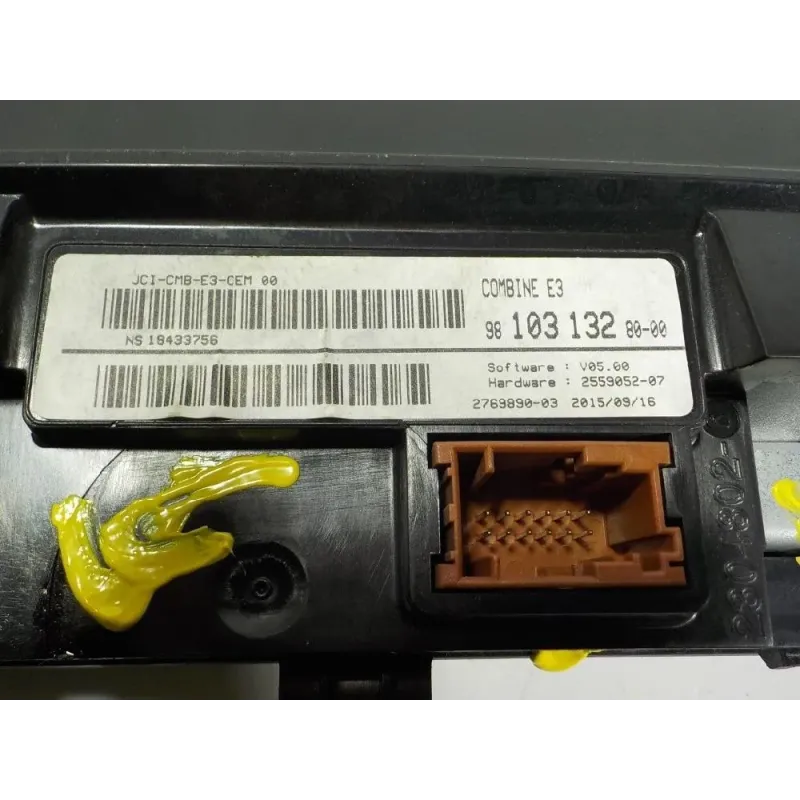 JCI-CMB-E3-CEM 00
NS 18433756
COMBINE E3
98 103 132 80-00
Software : V05.60
Hardware : 2559052-07
2769890-03 2015/09/16